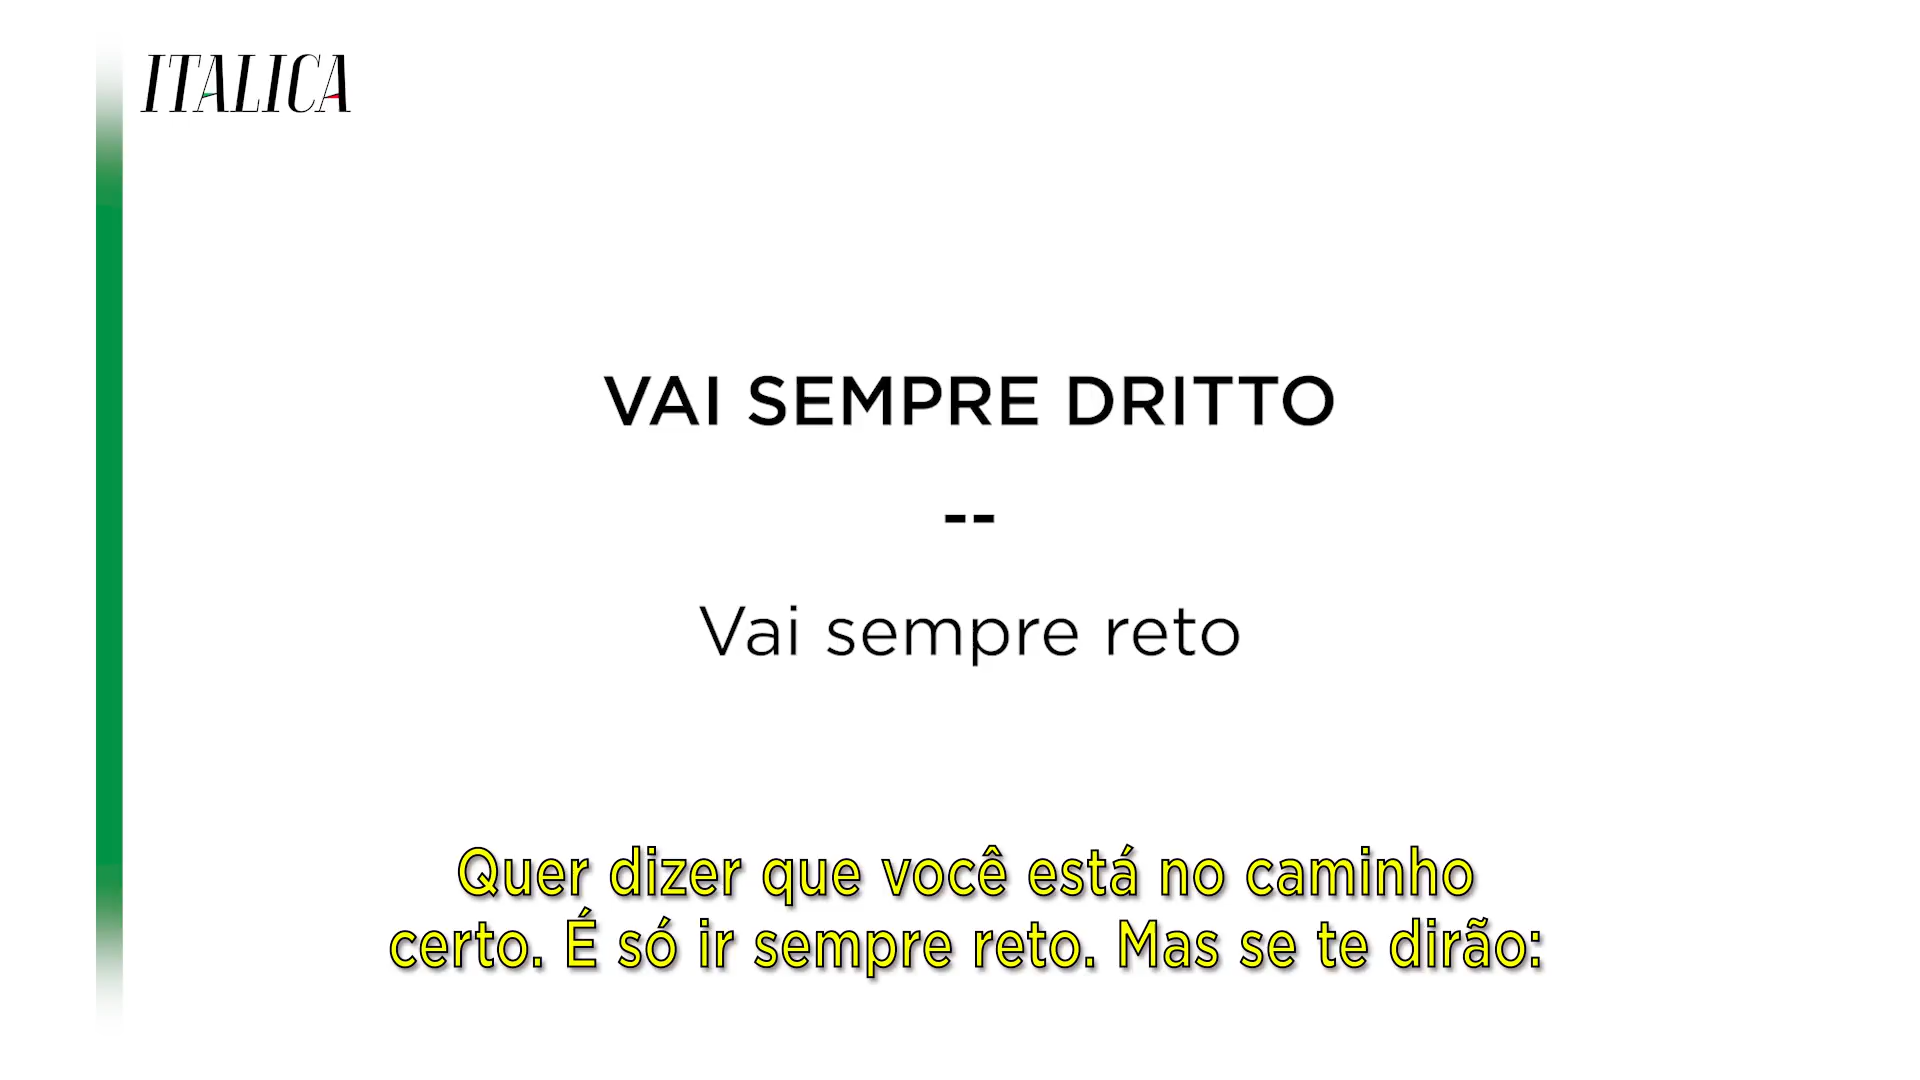 ITALICA
VAI SEMPRE DRITTO
--
Vai sempre reto
Quer dizer que você está no caminho
certo. É só ir sempre reto. Mas se te dirão: